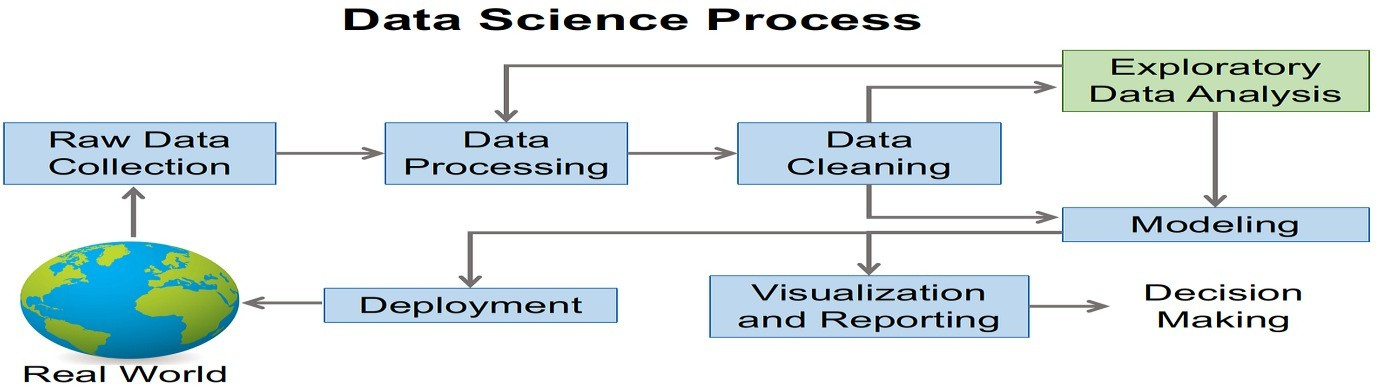 Data Science Process
Exploratory
Data Analysis
Raw Data
Collection
Data
Processing
Data
Cleaning
Modeling
Deployment
Visualization
and Reporting
Decision
Making
Real World